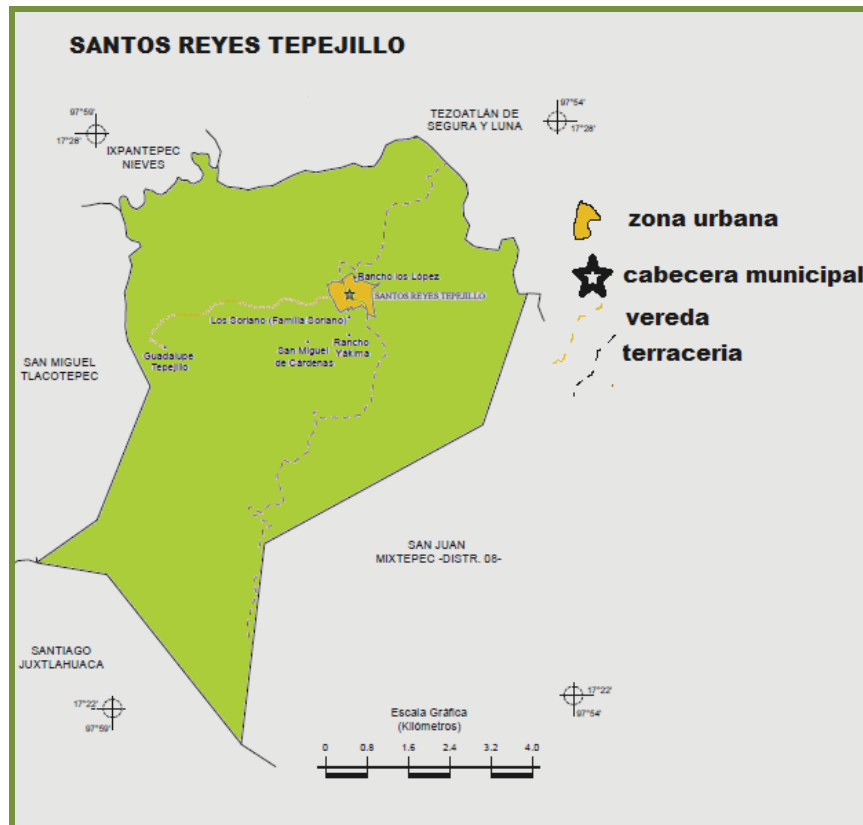 SANTOS REYES TEPEJILLO
97°59'
17°28'
IXPANTEPEC
NIEVES
TEZOATLÁN DE
SEGURA Y LUNA
97°54'
17°28'
zona urbana
cabecera municipal
vereda
terraceria
Rancho los López
SANTOS REYES TEPEJILLO
Los Soriano (Familia Soriano)
Guadalupe
Tepejillo
San Miguel
de Cárdenas
Rancho
Yákima
SAN MIGUEL
TLACOTEPEC
SAN JUAN
MIXTEPEC -DISTR. 08-
SANTIAGO
JUXTLAHUACA
17°22'
97°59'
17°22'
97°54'
Escala Gráfica
(Kilómetros)
0 0.8 1.6 2.4 3.2 4.0